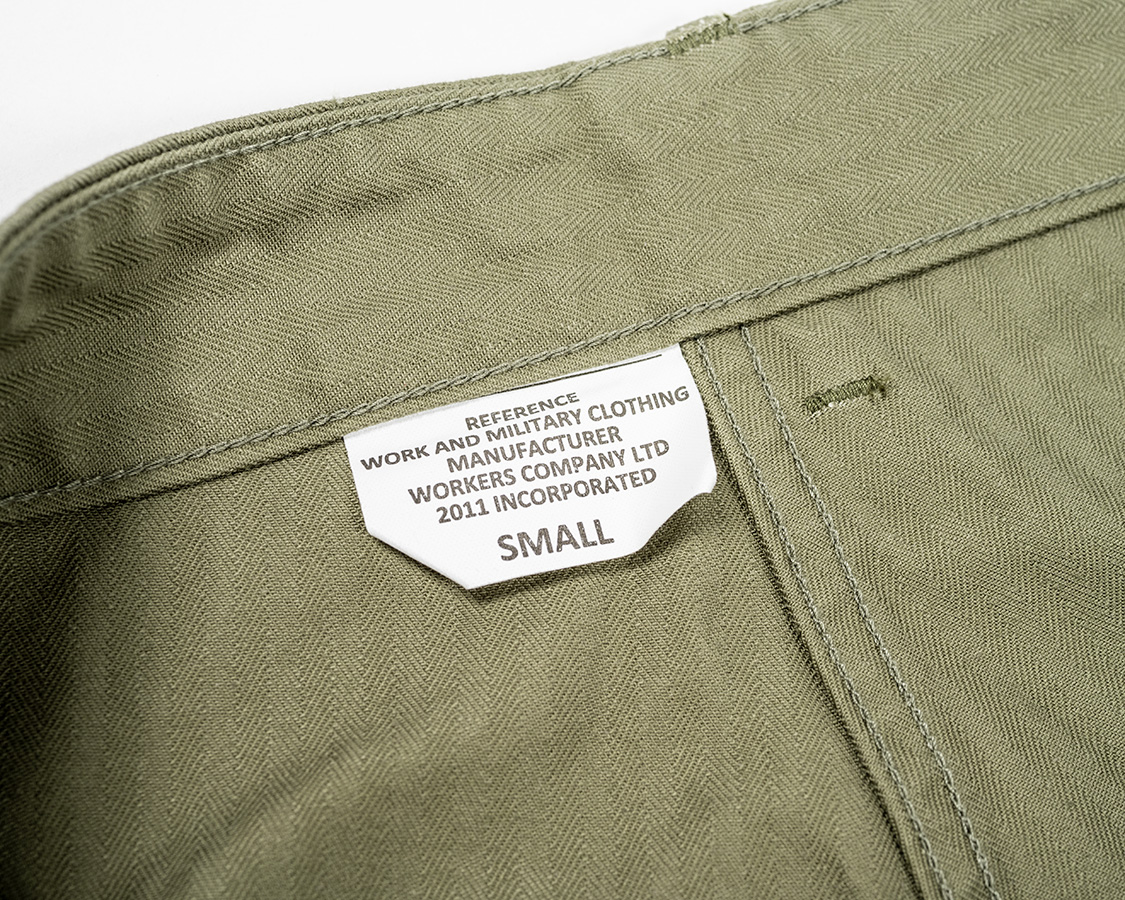 REFERENCE
WORK AND MILITARY CLOTHING
MANUFACTURER
WORKERS COMPANY LTD
2011 INCORPORATED
SMALL